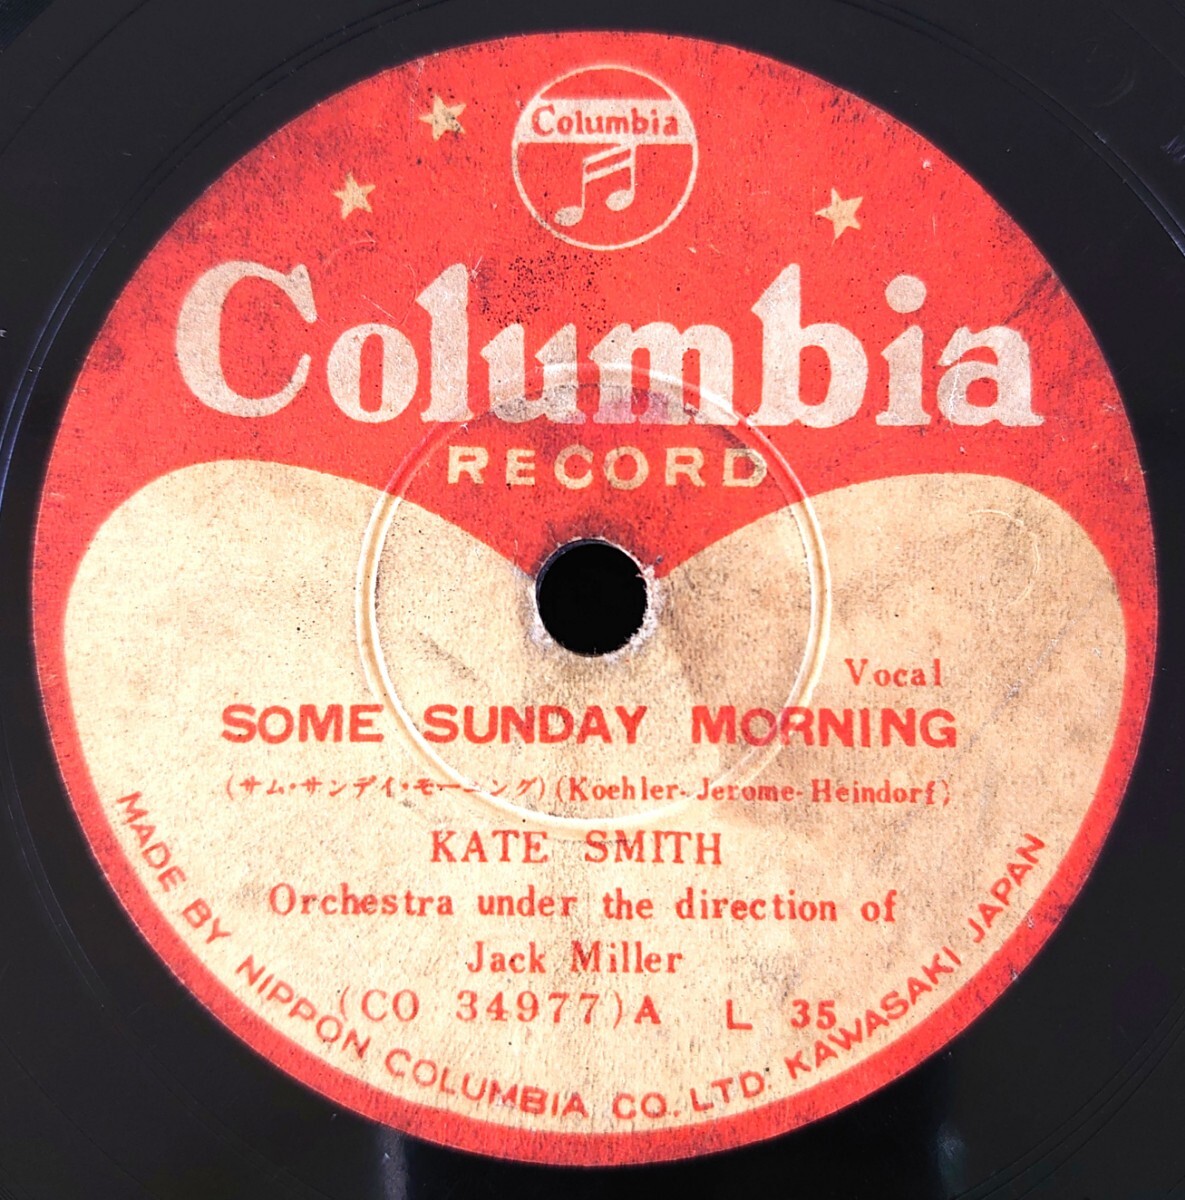 Columbia
Columbia
RECORD
Vocal
SOME SUNDAY MORNING
(サム・サンデイ・モーニング) (Koehler-Jerome-Heindorf)
KATE SMITH
Orchestra under the direction of
Jack Miller
(CO 34977) A L 35
MADE BY NIPPON COLUMBIA CO. LTD. KAWASAKI JAPAN